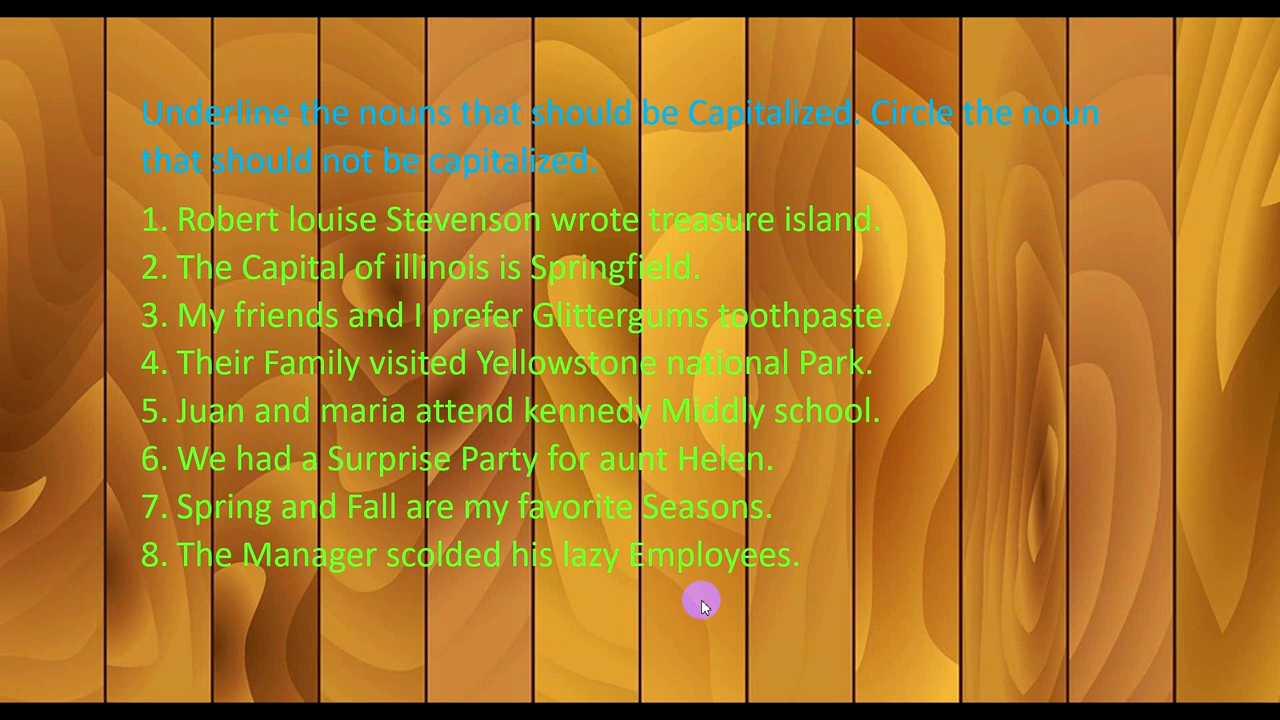 Underline the nouns that should be Capitalized. Circle the noun
that should not be capitalized.
1. Robert louise Stevenson wrote treasure island.
2. The Capital of illinois is Springfield.
3. My friends and I prefer Glittergums toothpaste.
4. Their Family visited Yellowstone national Park.
5. Juan and maria attend kennedy Middly school.
6. We had a Surprise Party for aunt Helen.
7. Spring and Fall are my favorite Seasons.
8. The Manager scolded his lazy Employees.